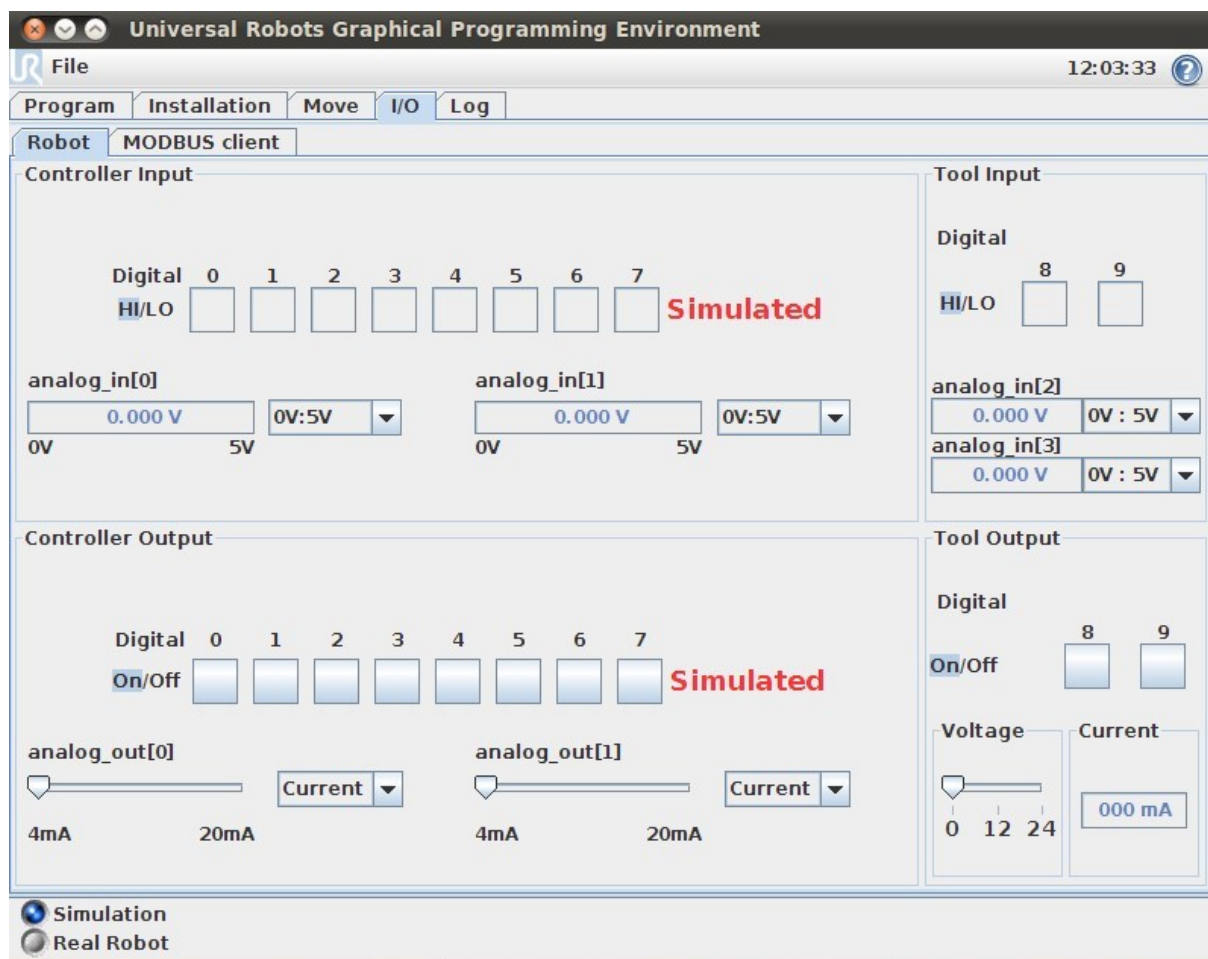 Universal Robots Graphical Programming Environment
UR File 12:03:33 ?
Program Installation Move I/O Log
Robot MODBUS client
Controller Input
Digital 0 1 2 3 4 5 6 7
HI/LO Simulated
analog_in[0] analog_in[1]
0.000 V 0V:5V 0.000 V 0V:5V
0V 5V 0V 5V
Tool Input
Digital
8 9
HI/LO
analog_in[2]
0.000 V 0V : 5V
analog_in[3]
0.000 V 0V : 5V
Controller Output
Digital 0 1 2 3 4 5 6 7
On/Off Simulated
analog_out[0] analog_out[1]
Current Current
4mA 20mA 4mA 20mA
Tool Output
Digital
8 9
On/Off
Voltage Current
000 mA
0 12 24
Simulation
Real Robot